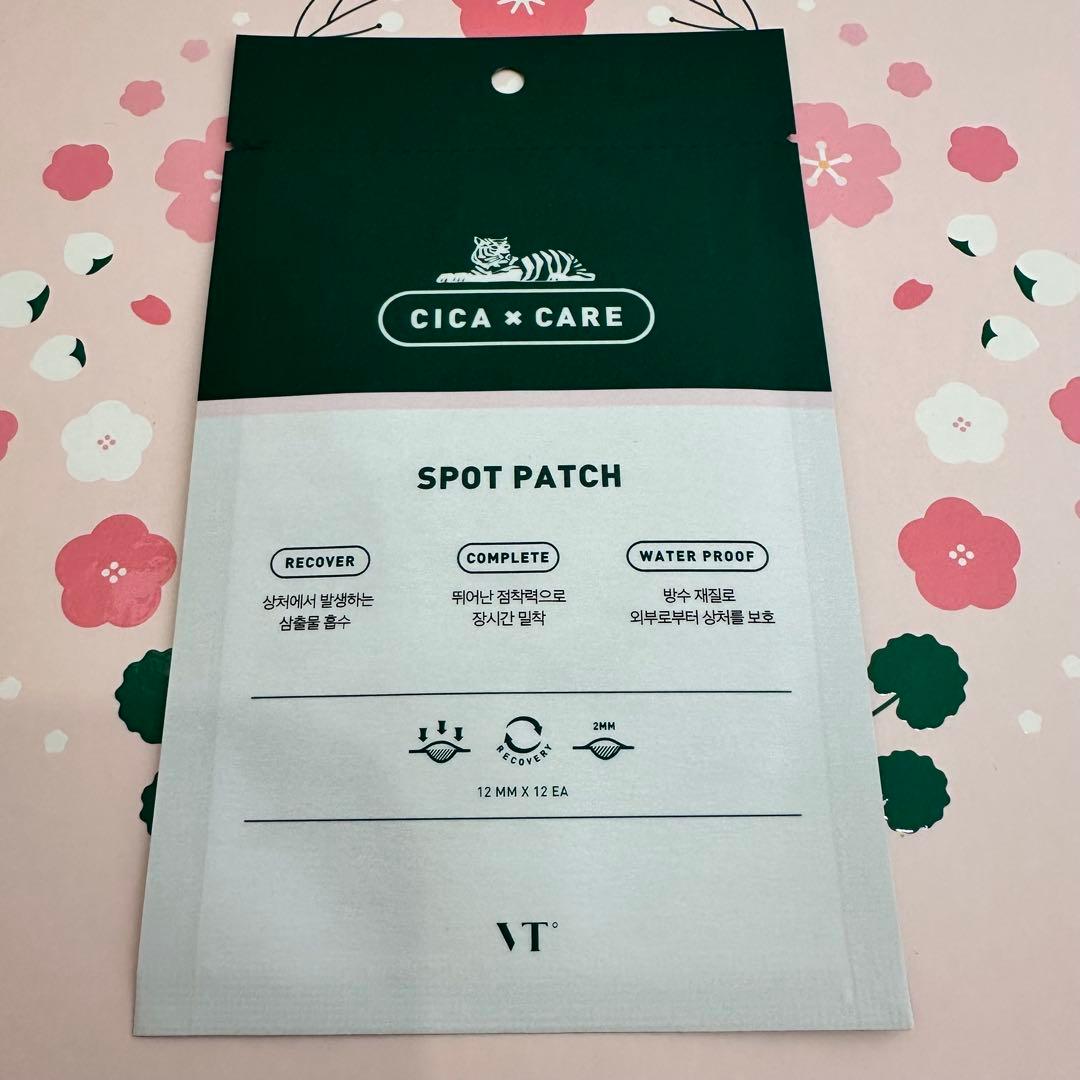 CICA × CARE
SPOT PATCH
RECOVER
상처에서 발생하는
삼출물 흡수
COMPLETE
뛰어난 점착력으로
장시간 밀착
WATER PROOF
방수 재질로
외부로부터 상처를 보호
RECOVERY
2MM
12 MM X 12 EA
VT°